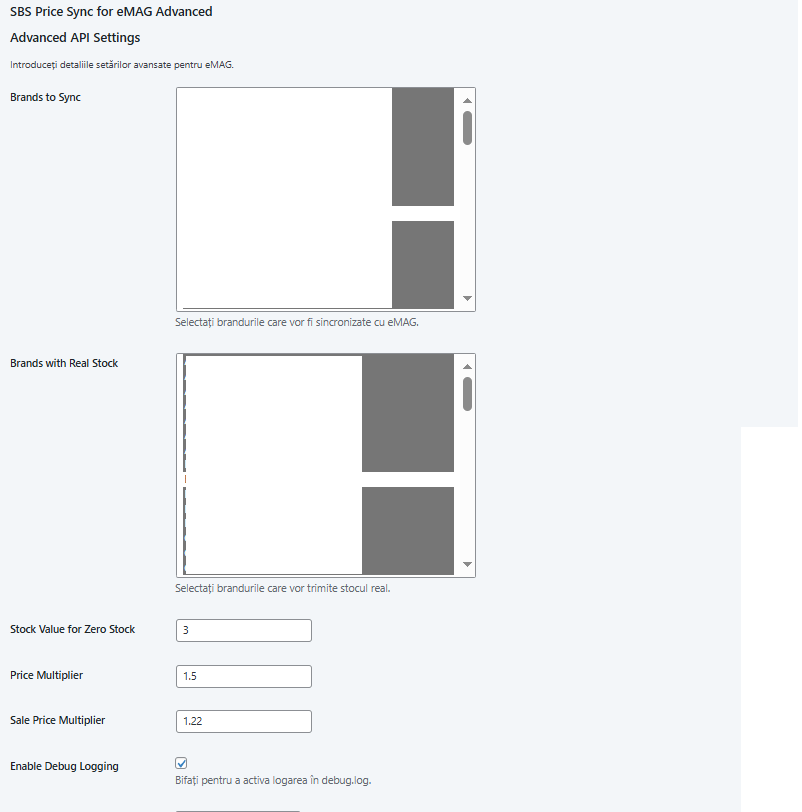 SBS Price Sync for eMAG Advanced
Advanced API Settings
Introduceți detaliile setărilor avansate pentru eMAG.
Brands to Sync
Selectați brandurile care vor fi sincronizate cu eMAG.
Brands with Real Stock
Selectați brandurile care vor trimite stocul real.
Stock Value for Zero Stock
3
Price Multiplier
1.5
Sale Price Multiplier
1.22
Enable Debug Logging
Bifați pentru a activa logarea în debug.log.